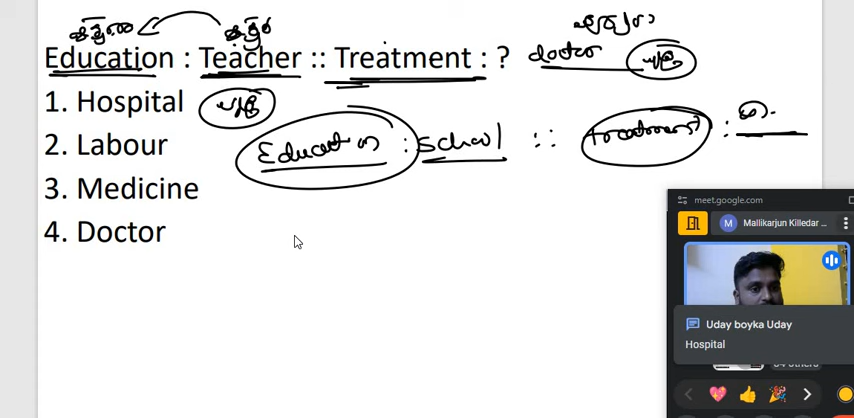 Education : Teacher :: Treatment : ?
doctor
1. Hospital
2. Labour
Education : school :: treatment :
3. Medicine
4. Doctor
meet.google.com
M Mallikarjun Killedar ...
Uday boyka Uday
Hospital